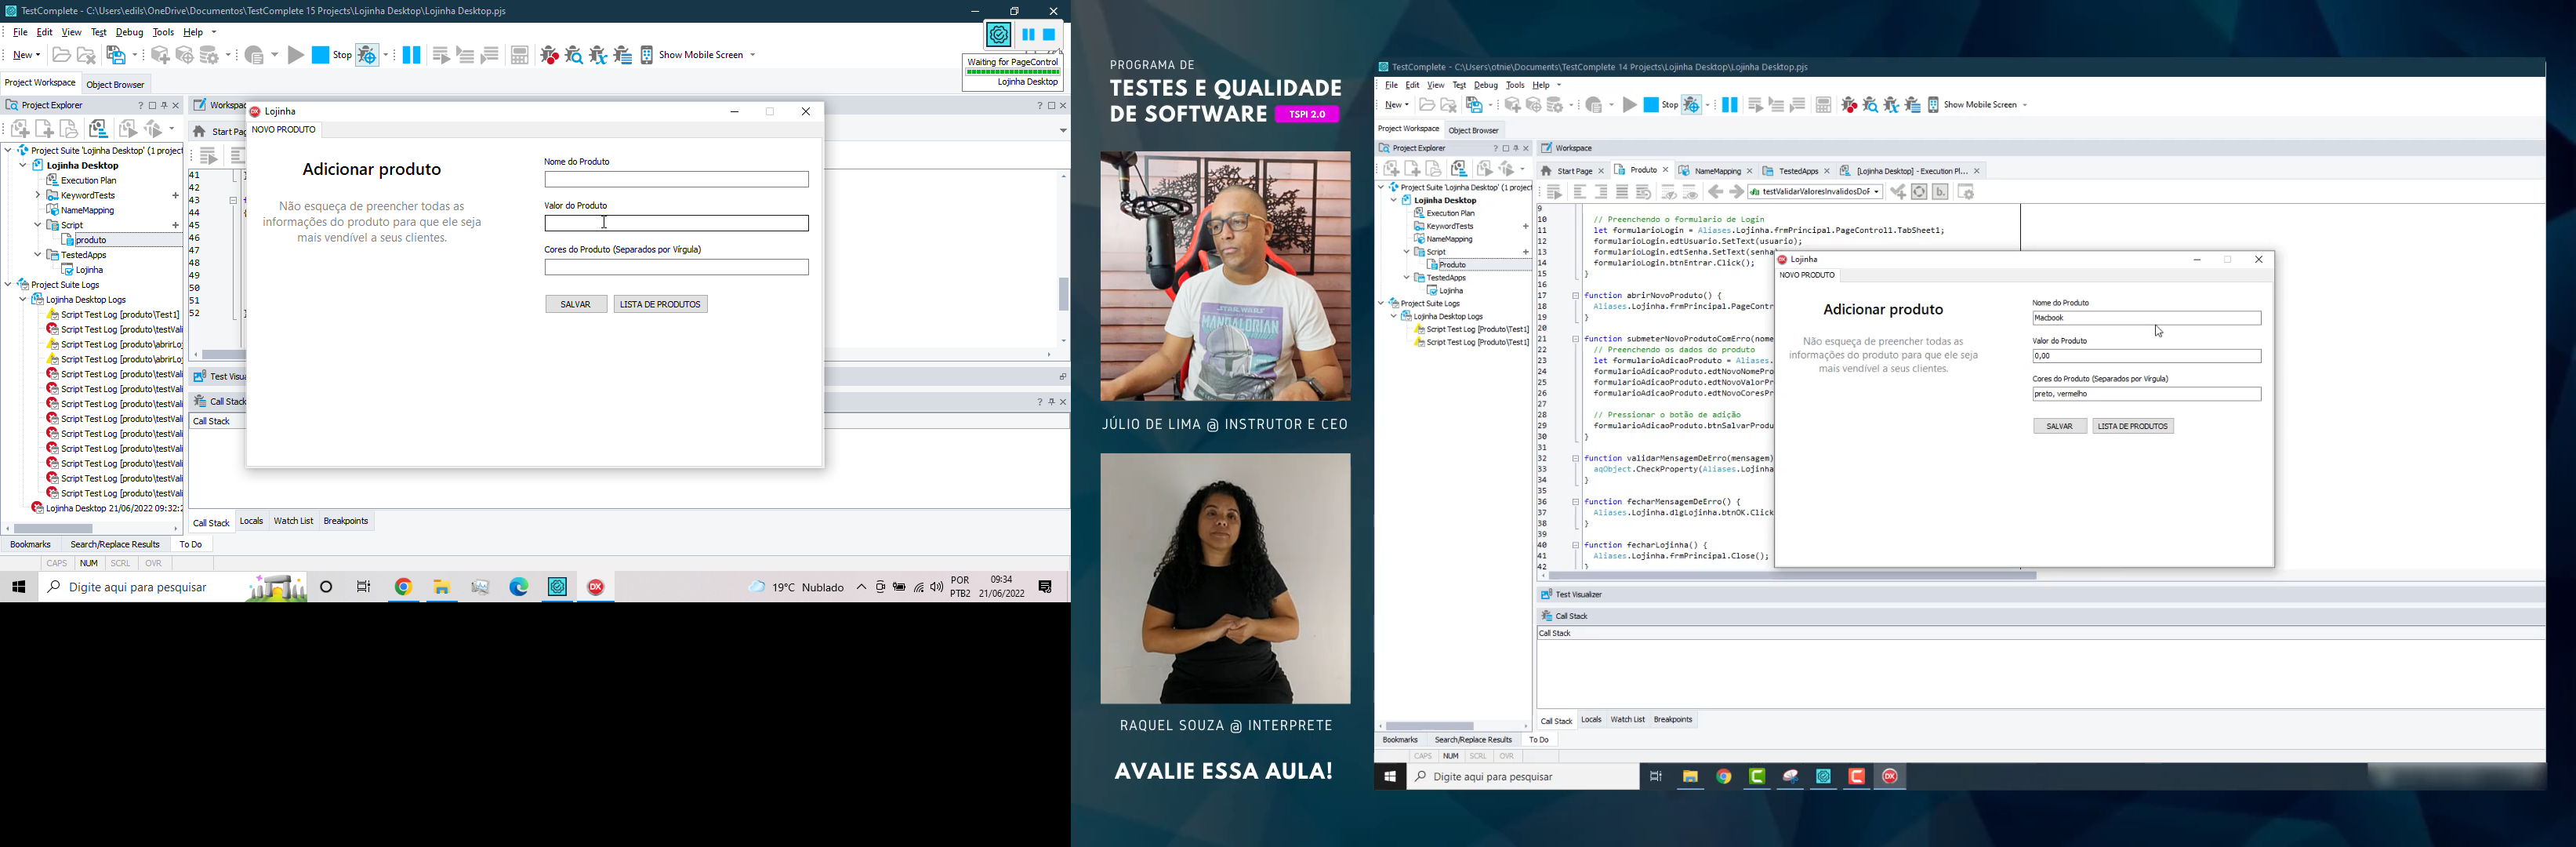 TestComplete - C:\Users\edils\OneDrive\Documentos\TestComplete 15 Projects\Lojinha Desktop\Lojinha Desktop.pjs
File Edit View Test Debug Tools Help
New
Stop
Show Mobile Screen
Waiting for PageControl
Lojinha Desktop
Project Workspace
Object Browser
Project Explorer
Project Suite 'Lojinha Desktop' (1 project
Lojinha Desktop
Execution Plan
KeywordTests
NameMapping
Script
produto
TestedApps
Lojinha
Project Suite Logs
Lojinha Desktop Logs
Script Test Log [produto\Test1]
Script Test Log [produto\testVali
Script Test Log [produto\abrirLoj
Script Test Log [produto\abrirLoj
Script Test Log [produto\testVali
Script Test Log [produto\testVali
Script Test Log [produto\testVali
Script Test Log [produto\testVali
Script Test Log [produto\testVali
Script Test Log [produto\testVali
Script Test Log [produto\testVali
Script Test Log [produto\testVali
Script Test Log [produto\testVali
Lojinha Desktop 21/06/2022 09:32:2
Start Pag
41
42
43
44
45
46
47
48
49
50
51
52
Test Visua
Call Stack
Call Stack
Call Stack Locals Watch List Breakpoints
Bookmarks Search/Replace Results To Do
CAPS NUM SCRL OVR
Lojinha
NOVO PRODUTO
Adicionar produto
Não esqueça de preencher todas as
informações do produto para que ele seja
mais vendível a seus clientes.
Nome do Produto
Valor do Produto
Cores do Produto (Separados por Vírgula)
SALVAR
LISTA DE PRODUTOS
Digite aqui para pesquisar
19°C Nublado
POR
PTB2
09:34
21/06/2022
PROGRAMA DE
TESTES E QUALIDADE
DE SOFTWARE TSPI 2.0
STAR WARS
MANDALORIAN
JÚLIO DE LIMA @ INSTRUTOR E CEO
RAQUEL SOUZA @ INTERPRETE
AVALIE ESSA AULA!
TestComplete - C:\Users\otnie\Documents\TestComplete 14 Projects\Lojinha Desktop\Lojinha Desktop.pjs
File Edit View Test Debug Tools Help
New
Stop
Show Mobile Screen
Project Workspace
Object Browser
Project Explorer
Workspace
Project Suite 'Lojinha Desktop' (1 project
Lojinha Desktop
Execution Plan
KeywordTests
NameMapping
Script
Produto
TestedApps
Lojinha
Project Suite Logs
Lojinha Desktop Logs
Script Test Log [Produto\Test1]
Script Test Log [Produto\Test1]
Start Page Produto NameMapping TestedApps [Lojinha Desktop] - Execution Pl...
testValidarValoresInvalidosDoF
9
10 // Preenchendo o formulario de Login
11 let formularioLogin = Aliases.Lojinha.frmPrincipal.PageControl1.TabSheet1;
12 formularioLogin.edtUsuario.SetText(usuario);
13 formularioLogin.edtSenha.SetText(senha
14 formularioLogin.btnEntrar.Click();
15 }
16
17 function abrirNovoProduto() {
18 Aliases.Lojinha.frmPrincipal.PageContr
19 }
20
21 function submeterNovoProdutoComErro(nome
22 // Preenchendo os dados do produto
23 let formularioAdicaoProduto = Aliases.
24 formularioAdicaoProduto.edtNovoNomePro
25 formularioAdicaoProduto.edtNovoValorPr
26 formularioAdicaoProduto.edtNovoCoresPr
27
28 // Pressionar o botão de adição
29 formularioAdicaoProduto.btnSalvarProdu
30 }
31
32 function validarMensagemDeErro(mensagem)
33 aqObject.CheckProperty(Aliases.Lojinha
34 }
35
36 function fecharMensagemDeErro() {
37 Aliases.Lojinha.dlgLojinha.btnOK.Click
38 }
39
40 function fecharLojinha() {
41 Aliases.Lojinha.frmPrincipal.Close();
42 }
Lojinha
NOVO PRODUTO
Adicionar produto
Não esqueça de preencher todas as
informações do produto para que ele seja
mais vendível a seus clientes.
Nome do Produto
Macbook
Valor do Produto
0,00
Cores do Produto (Separados por Vírgula)
preto, vermelho
SALVAR
LISTA DE PRODUTOS
Test Visualizer
Call Stack
Call Stack
Call Stack Locals Watch List Breakpoints
Bookmarks Search/Replace Results To Do
CAPS NUM SCRL OVR
Digite aqui para pesquisar